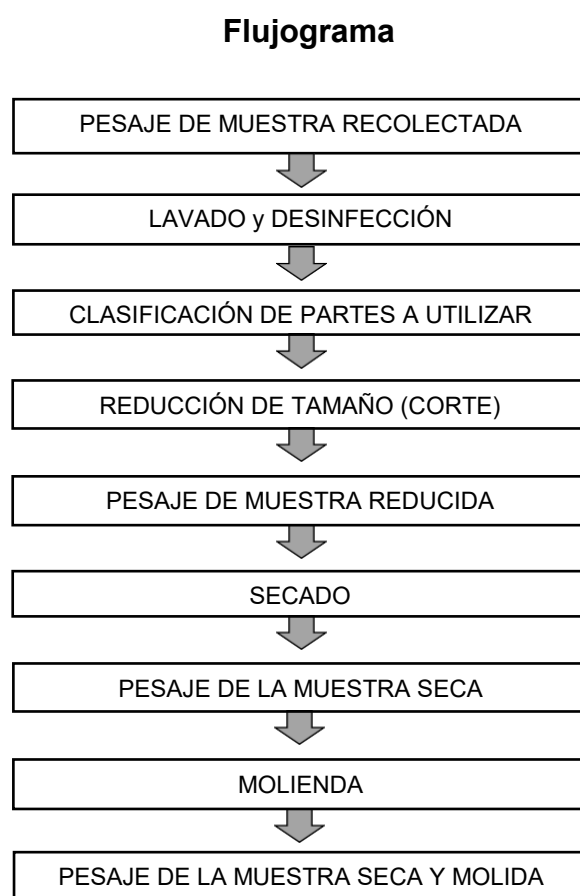 Flujograma
PESAJE DE MUESTRA RECOLECTADA
LAVADO y DESINFECCIÓN
CLASIFICACIÓN DE PARTES A UTILIZAR
REDUCCIÓN DE TAMAÑO (CORTE)
PESAJE DE MUESTRA REDUCIDA
SECADO
PESAJE DE LA MUESTRA SECA
MOLIENDA
PESAJE DE LA MUESTRA SECA Y MOLIDA